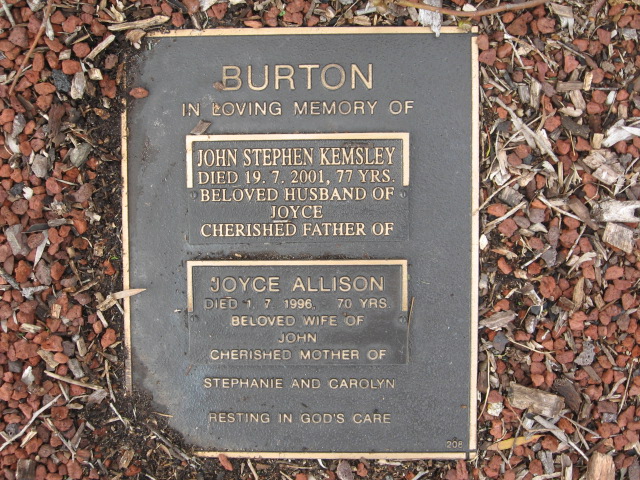 BURTON
IN LOVING MEMORY OF
JOHN STEPHEN KEMSLEY
DIED 19. 7. 2001, 77 YRS.
BELOVED HUSBAND OF
JOYCE
CHERISHED FATHER OF
JOYCE ALLISON
DIED 1. 7. 1996, 70 YRS.
BELOVED WIFE OF
JOHN
CHERISHED MOTHER OF
STEPHANIE AND CAROLYN
RESTING IN GOD'S CARE
208